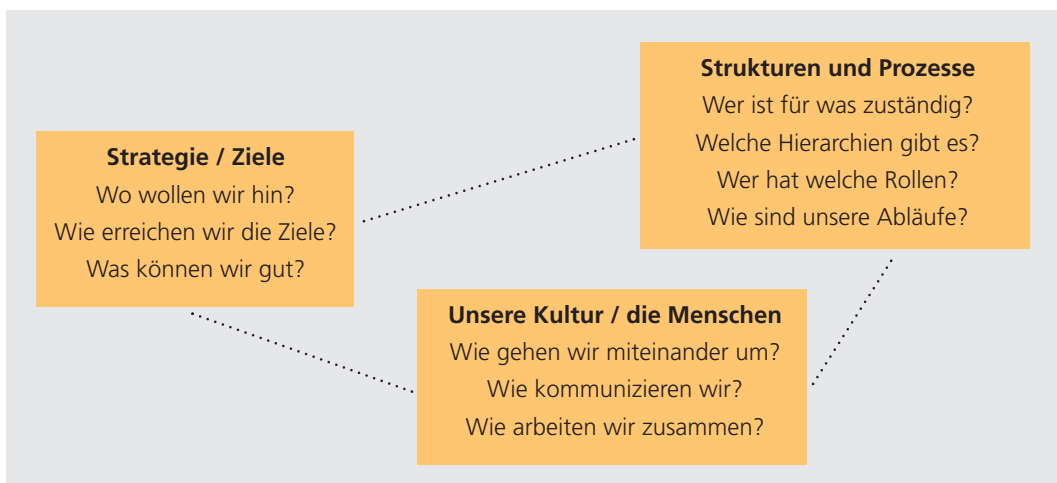 Strategie / Ziele
Wo wollen wir hin?
Wie erreichen wir die Ziele?
Was können wir gut?
Strukturen und Prozesse
Wer ist für was zuständig?
Welche Hierarchien gibt es?
Wer hat welche Rollen?
Wie sind unsere Abläufe?
Unsere Kultur / die Menschen
Wie gehen wir miteinander um?
Wie kommunizieren wir?
Wie arbeiten wir zusammen?